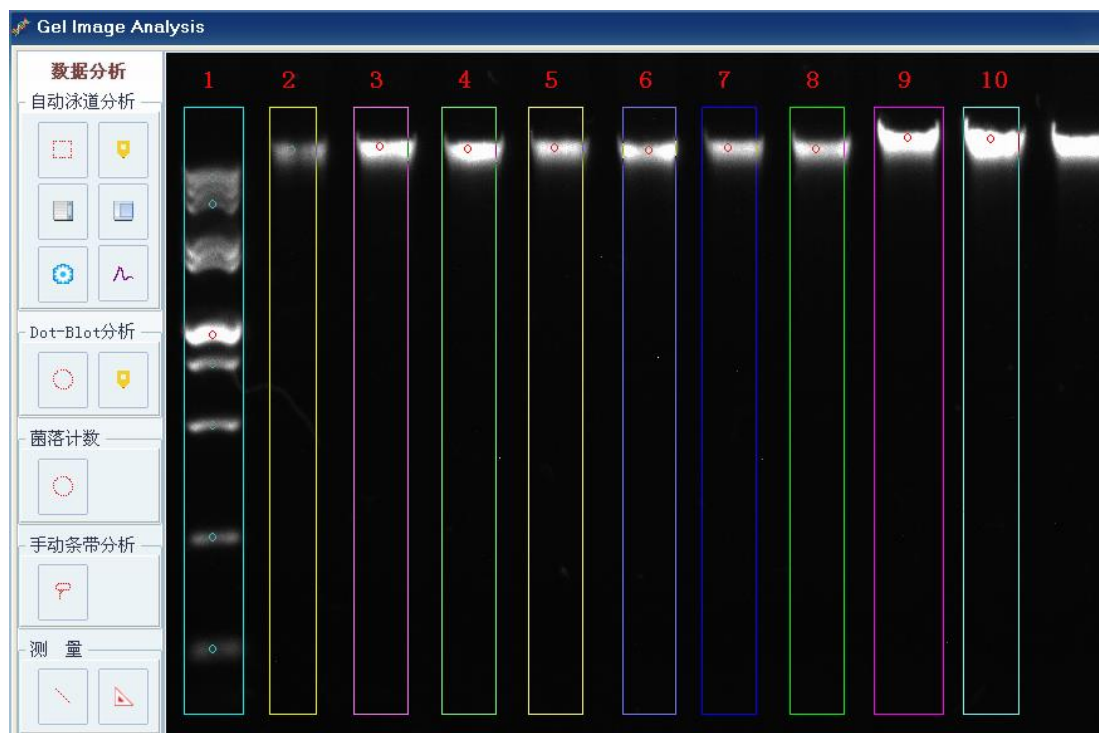 Gel Image Analysis
数据分析
自动泳道分析
Dot-Blot分析
菌落计数
手动条带分析
测 量
1 2 3 4 5 6 7 8 9 10